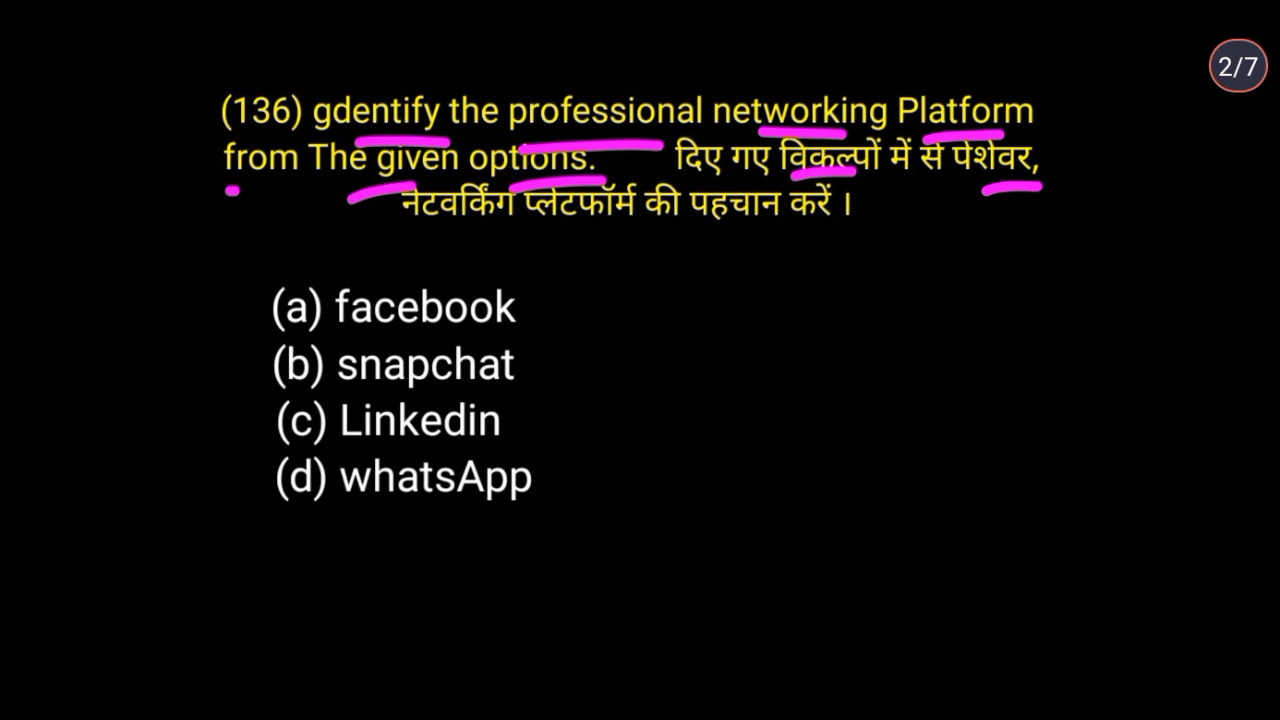 2/7
(136) gdentify the professional networking Platform
from The given options. दिए गए विकल्पों में से पेशेवर,
नेटवर्किंग प्लेटफॉर्म की पहचान करें ।
(a) facebook
(b) snapchat
(c) Linkedin
(d) whatsApp